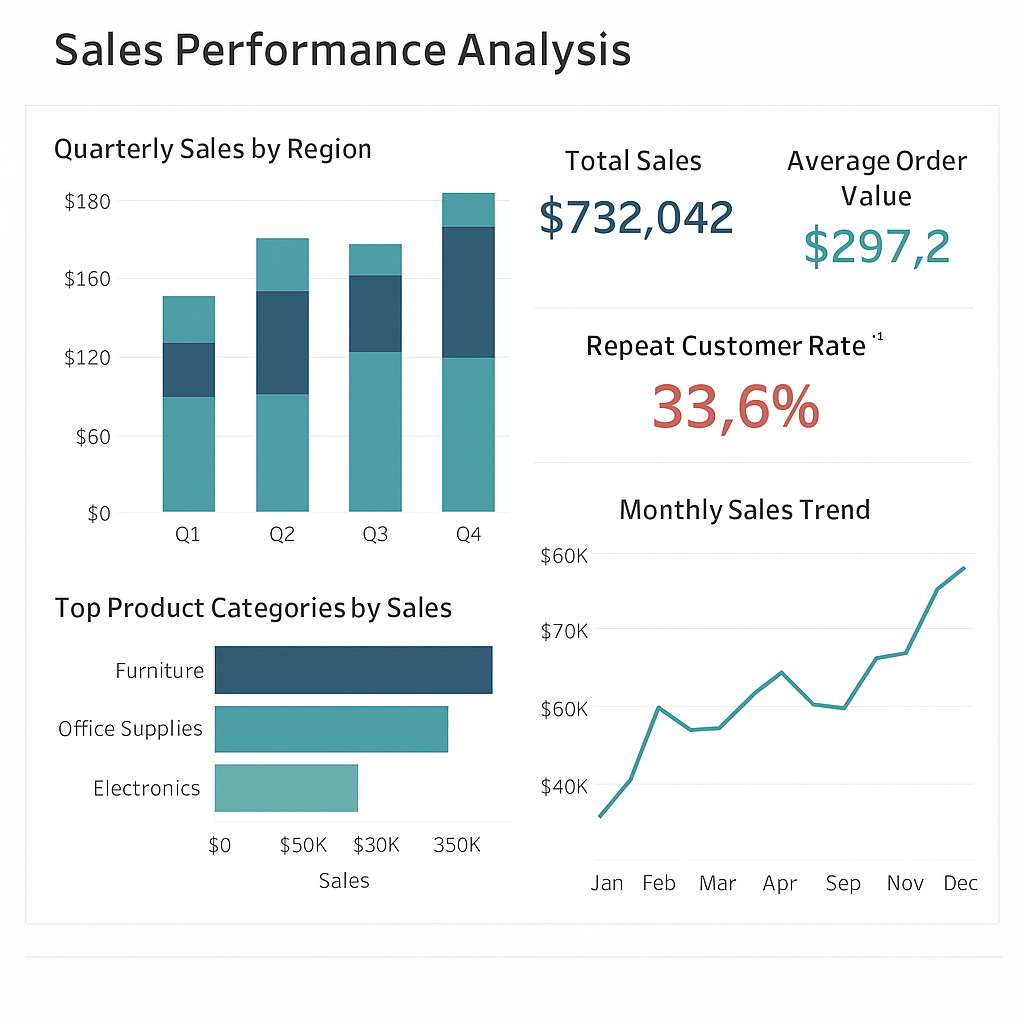 Sales Performance Analysis
Quarterly Sales by Region
$180
$160
$120
$60
$0
Q1 Q2 Q3 Q4
Total Sales
$732,042
Average Order
Value
$297,2
Repeat Customer Rate ·¹
33,6%
Top Product Categories by Sales
Furniture
Office Supplies
Electronics
$0 $50K $30K 350K
Sales
Monthly Sales Trend
$60K
$70K
$60K
$40K
Jan Feb Mar Apr Sep Nov Dec